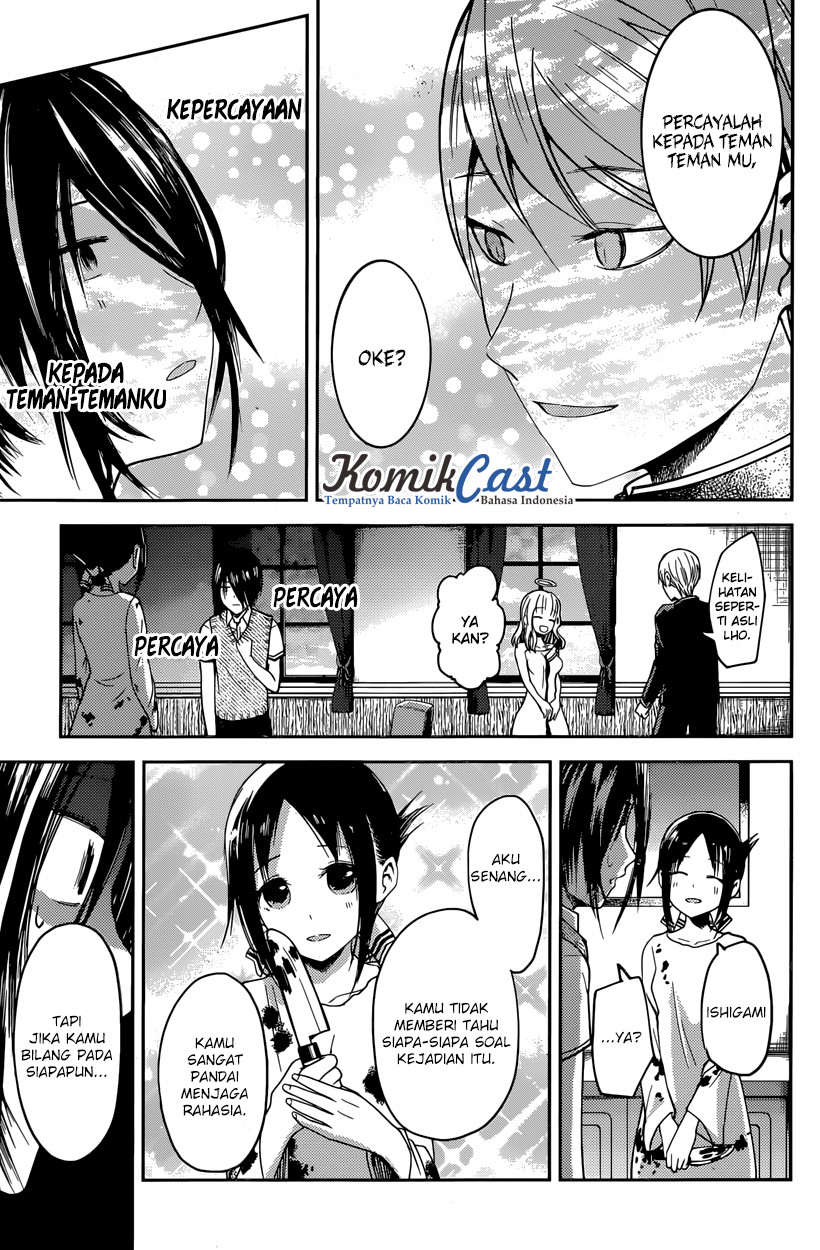 PERCAYALAH
KEPADA TEMAN
TEMAN MU,
OKE?
KEPERCAYAAN
KEPADA
TEMAN-TEMANKU
KomikCast
Tempatnya Baca Komik Bahasa Indonesia
KELI-
HATAN
SEPER-
TI ASLI
LHO.
YA
KAN?
PERCAYA
PERCAYA
ISHIGAMI
...YA?
AKU
SENANG...
KAMU TIDAK
MEMBERI TAHU
SIAPA-SIAPA SOAL
KEJADIAN ITU.
KAMU
SANGAT
PANDAI
MENJAGA
RAHASIA.
TAPI
JIKA KAMU
BILANG PADA
SIAPAPUN...